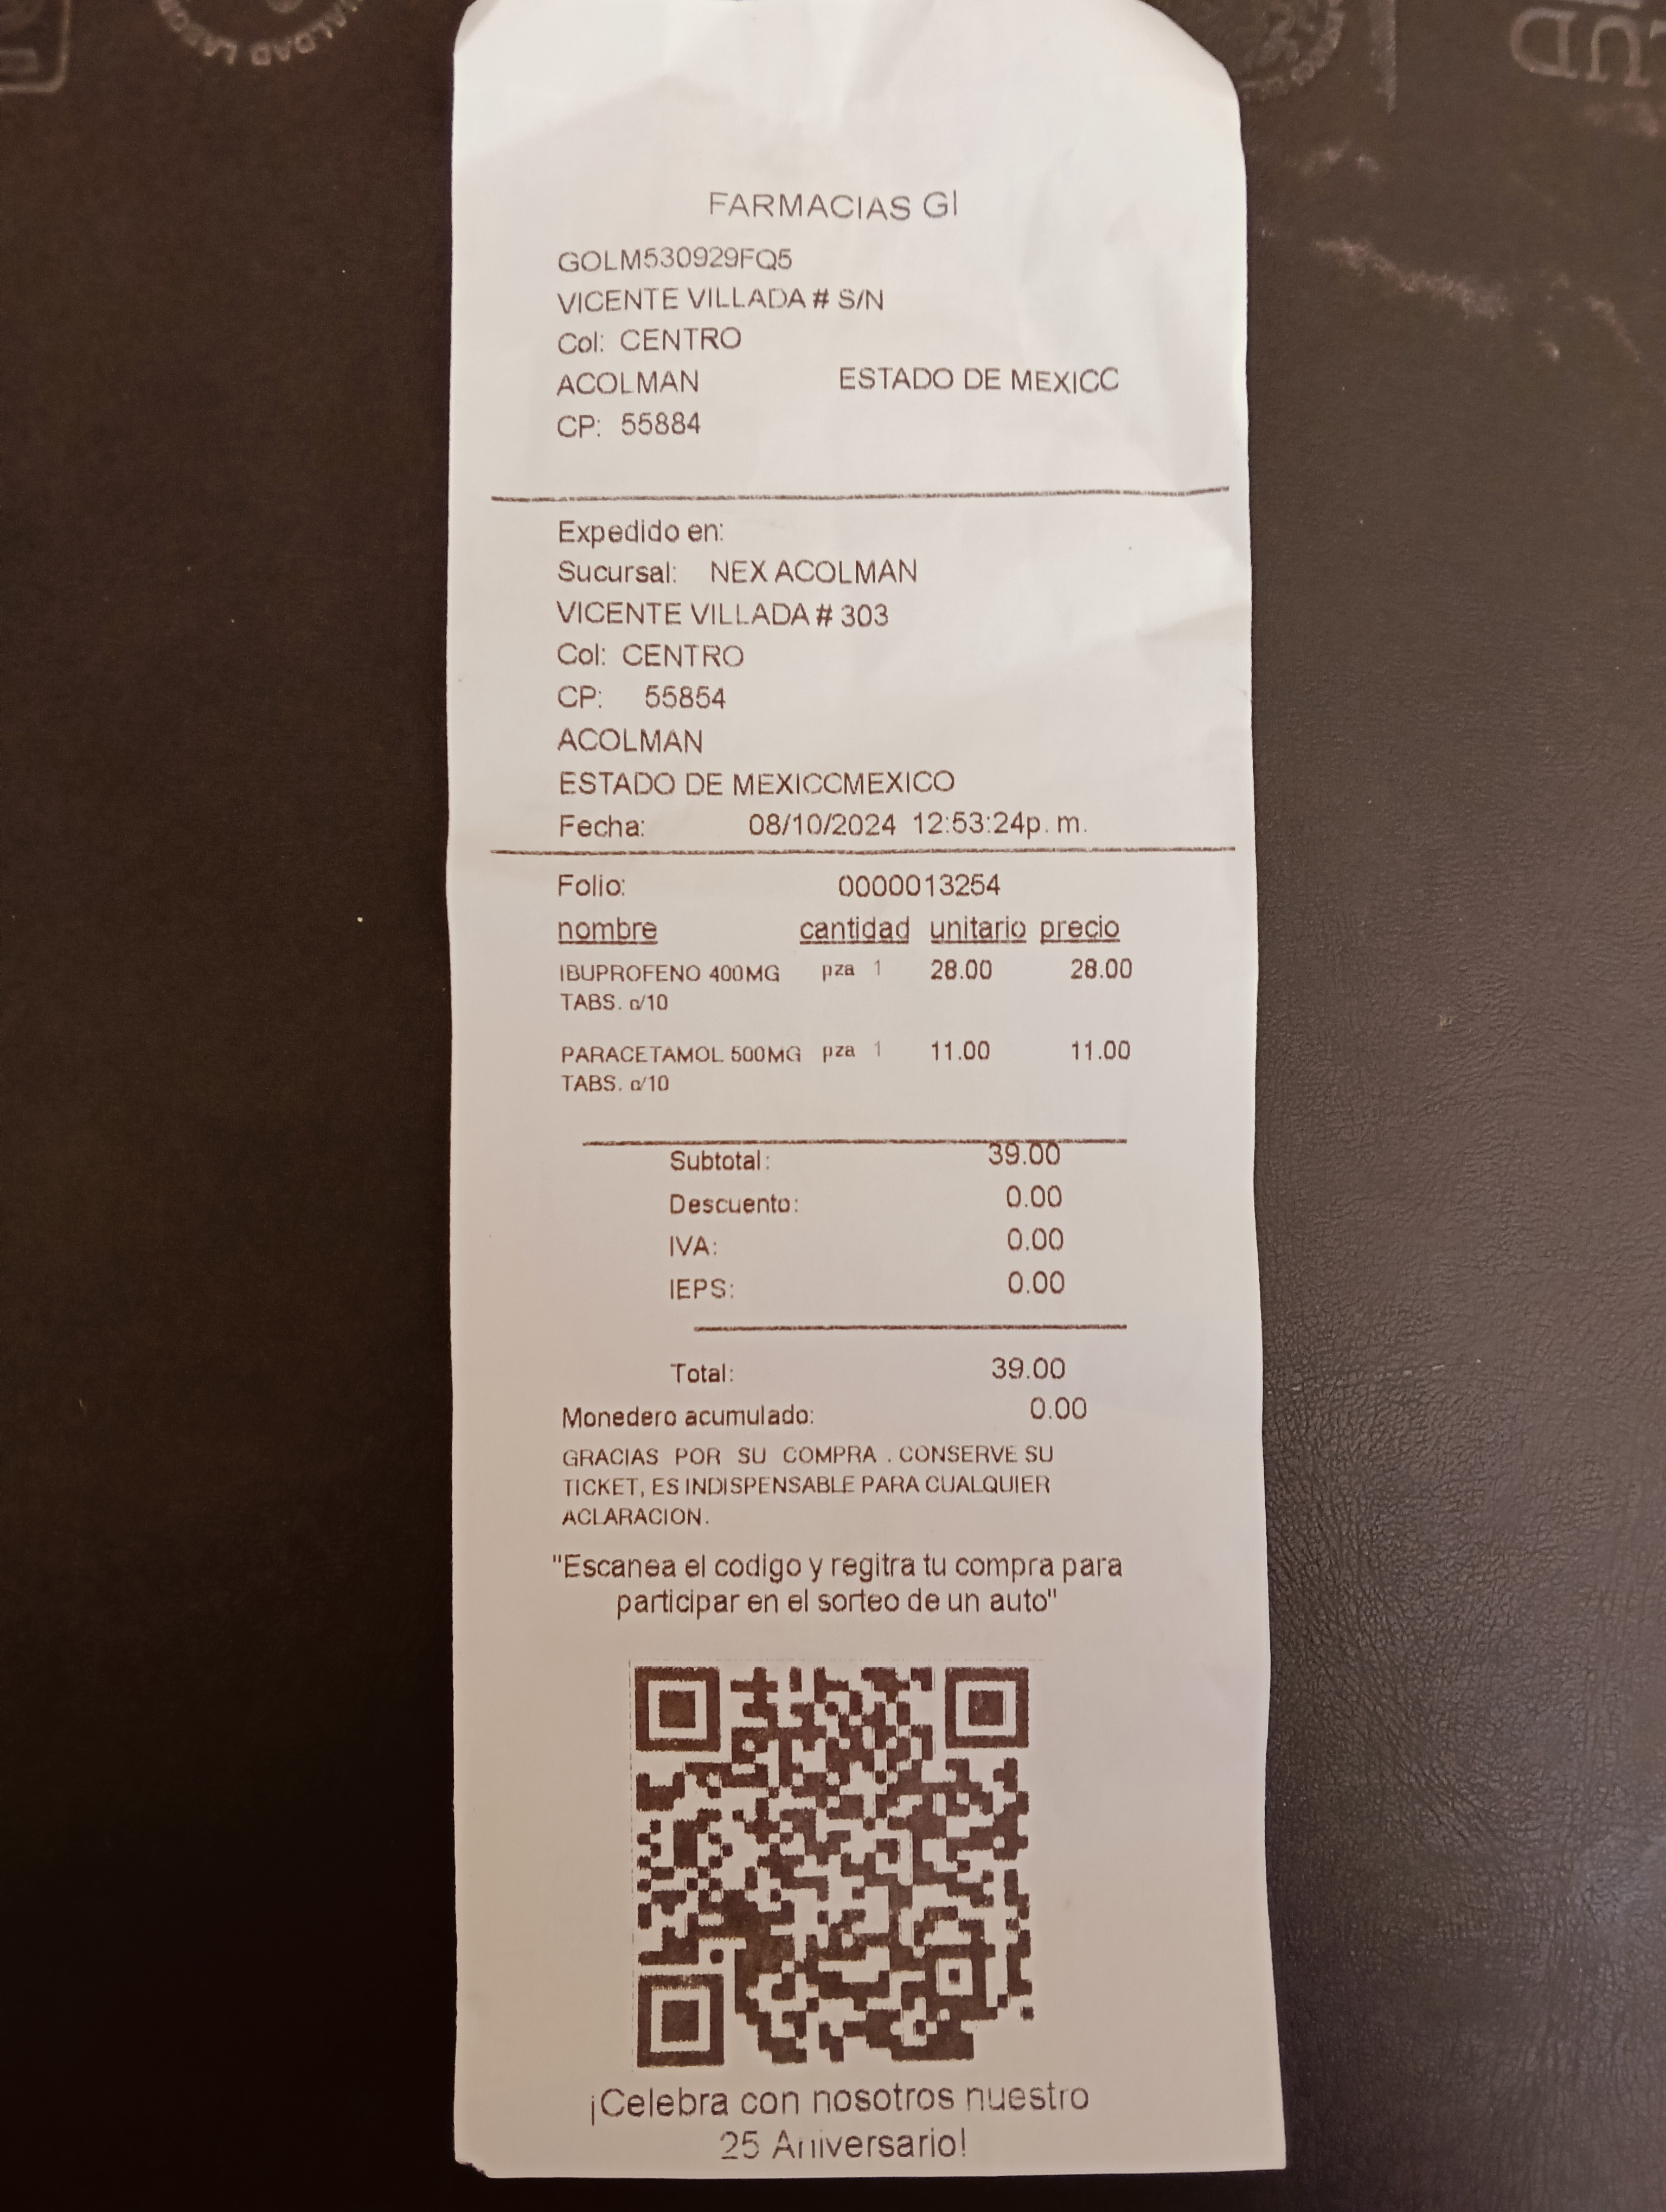 FARMACIAS GI
GOLM530929FQ5
VICENTE VILLADA # S/N
Col: CENTRO
ACOLMAN ESTADO DE MEXICC
CP: 55884
Expedido en:
Sucursal: NEX ACOLMAN
VICENTE VILLADA # 303
Col: CENTRO
CP: 55854
ACOLMAN
ESTADO DE MEXICCMEXICO
Fecha: 08/10/2024 12:53:24p. m.
Folio: 0000013254
nombre cantidad unitario precio
IBUPROFENO 400MG pza 1 28.00 28.00
TABS. c/10
PARACETAMOL 500MG pza 1 11.00 11.00
TABS. c/10
Subtotal: 39.00
Descuento: 0.00
IVA: 0.00
IEPS: 0.00
Total: 39.00
Monedero acumulado: 0.00
GRACIAS POR SU COMPRA . CONSERVE SU
TICKET, ES INDISPENSABLE PARA CUALQUIER
ACLARACION.
"Escanea el codigo y regitra tu compra para
participar en el sorteo de un auto"
¡Celebra con nosotros nuestro
25 Aniversario!